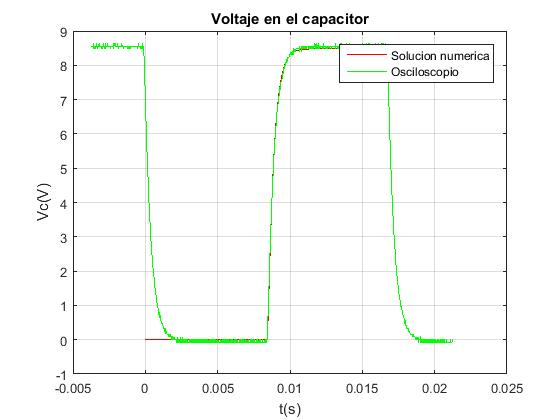 Voltaje en el capacitor
Solucion numerica
Osciloscopio
9
8
7
6
5
4
3
2
1
0
-1
Vc(V)
-0.005 0 0.005 0.01 0.015 0.02 0.025
t(s)